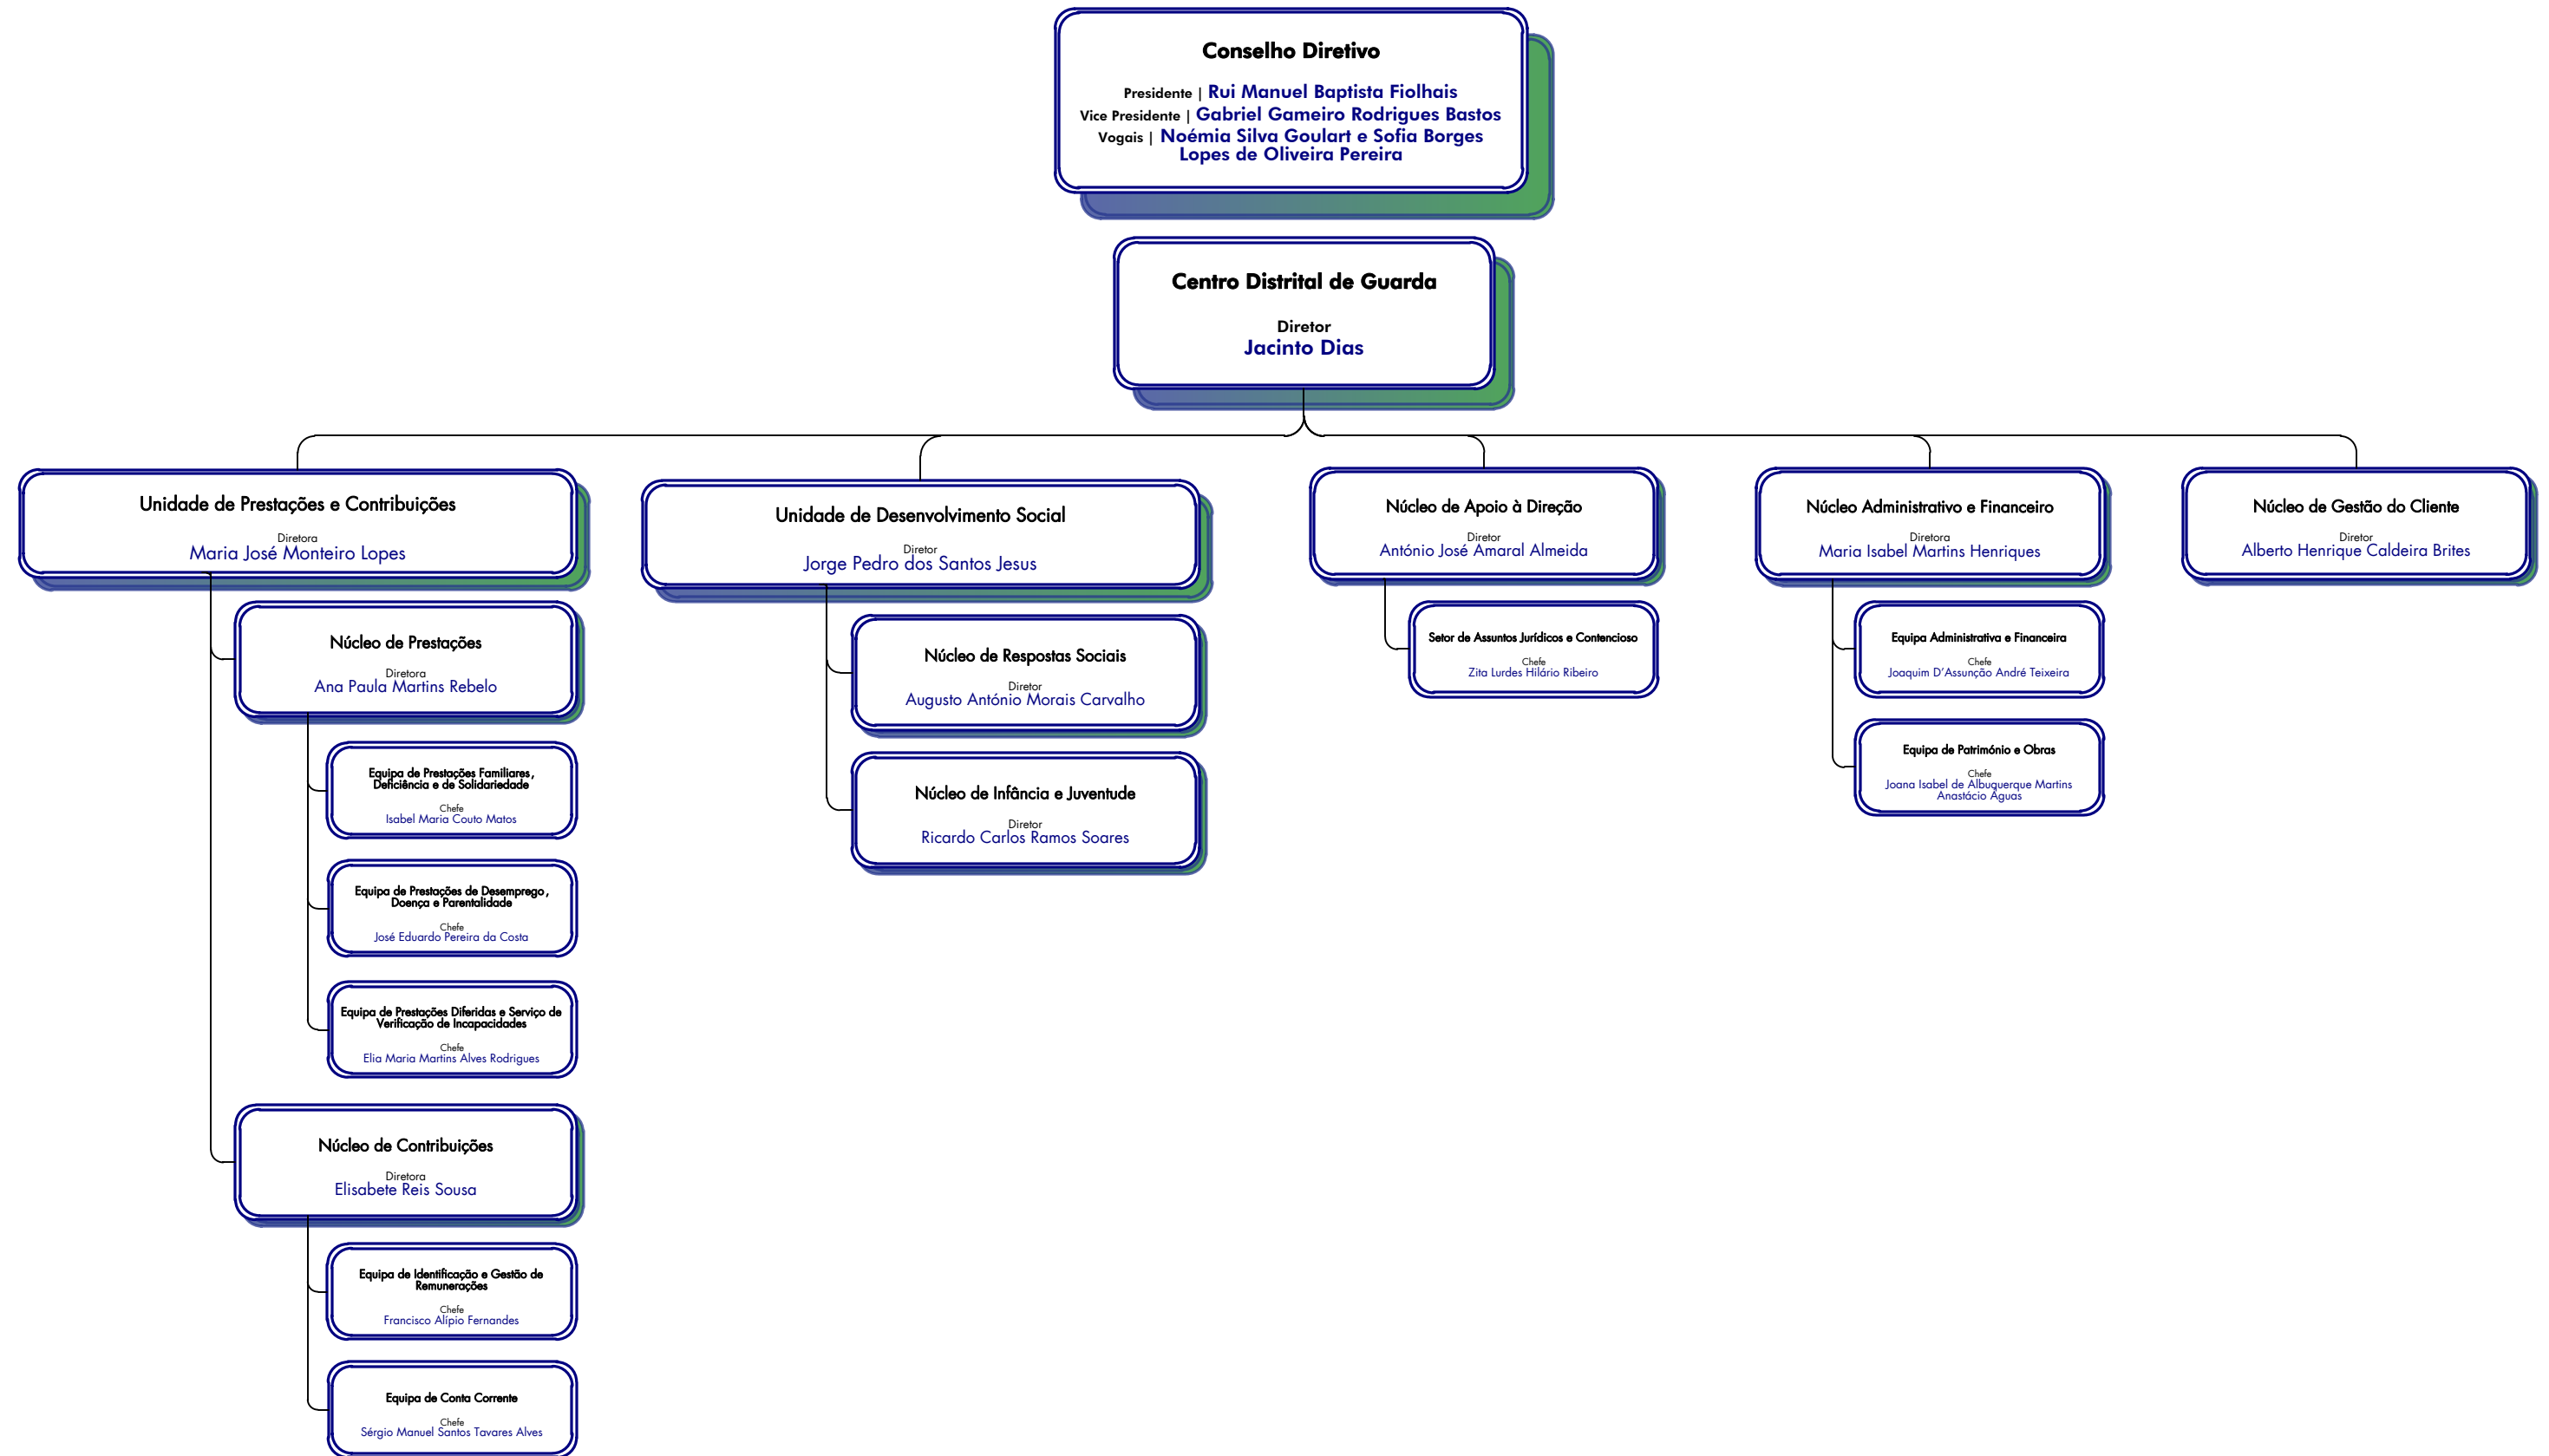 Conselho Diretivo
Presidente | Rui Manuel Baptista Fiolhais
Vice Presidente | Gabriel Gameiro Rodrigues Bastos
Vogais | Noémia Silva Goulart e Sofia Borges
Lopes de Oliveira Pereira
Centro Distrital de Guarda
Diretor
Jacinto Dias
Unidade de Prestações e Contribuições
Diretora
Maria José Monteiro Lopes
Núcleo de Prestações
Diretora
Ana Paula Martins Rebelo
Equipa de Prestações Familiares,
Deficiência e de Solidariedade
Chefe
Isabel Maria Couto Matos
Equipa de Prestações de Desemprego,
Doença e Parentalidade
Chefe
José Eduardo Pereira da Costa
Equipa de Prestações Diferidas e Serviço de
Verificação de Incapacidades
Chefe
Elia Maria Martins Alves Rodrigues
Núcleo de Contribuições
Diretora
Elisabete Reis Sousa
Equipa de Identificação e Gestão de
Remunerações
Chefe
Francisco Alípio Fernandes
Equipa de Conta Corrente
Chefe
Sérgio Manuel Santos Tavares Alves
Unidade de Desenvolvimento Social
Diretor
Jorge Pedro dos Santos Jesus
Núcleo de Respostas Sociais
Diretor
Augusto António Morais Carvalho
Núcleo de Infância e Juventude
Diretor
Ricardo Carlos Ramos Soares
Núcleo de Apoio à Direção
Diretor
António José Amaral Almeida
Setor de Assuntos Jurídicos e Contencioso
Chefe
Zita Lurdes Hilário Ribeiro
Núcleo Administrativo e Financeiro
Diretora
Maria Isabel Martins Henriques
Equipa Administrativa e Financeira
Chefe
Joaquim D'Assunção André Teixeira
Equipa de Património e Obras
Chefe
Joana Isabel de Albuquerque Martins
Anastácio Águas
Núcleo de Gestão do Cliente
Diretor
Alberto Henrique Caldeira Brites